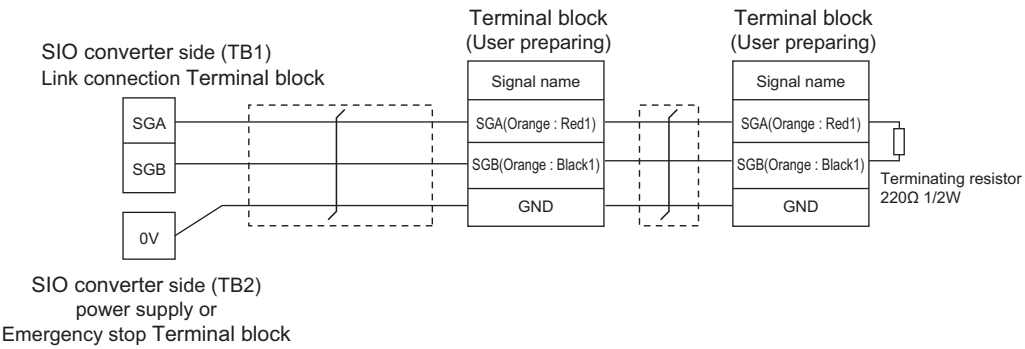 Terminal block
(User preparing)
Terminal block
(User preparing)
SIO converter side (TB1)
Link connection Terminal block
Signal name
Signal name
SGA
SGA(Orange : Red1)
SGA(Orange : Red1)
SGB
SGB(Orange : Black1)
SGB(Orange : Black1)
Terminating resistor
220Ω 1/2W
GND
GND
0V
SIO converter side (TB2)
power supply or
Emergency stop Terminal block